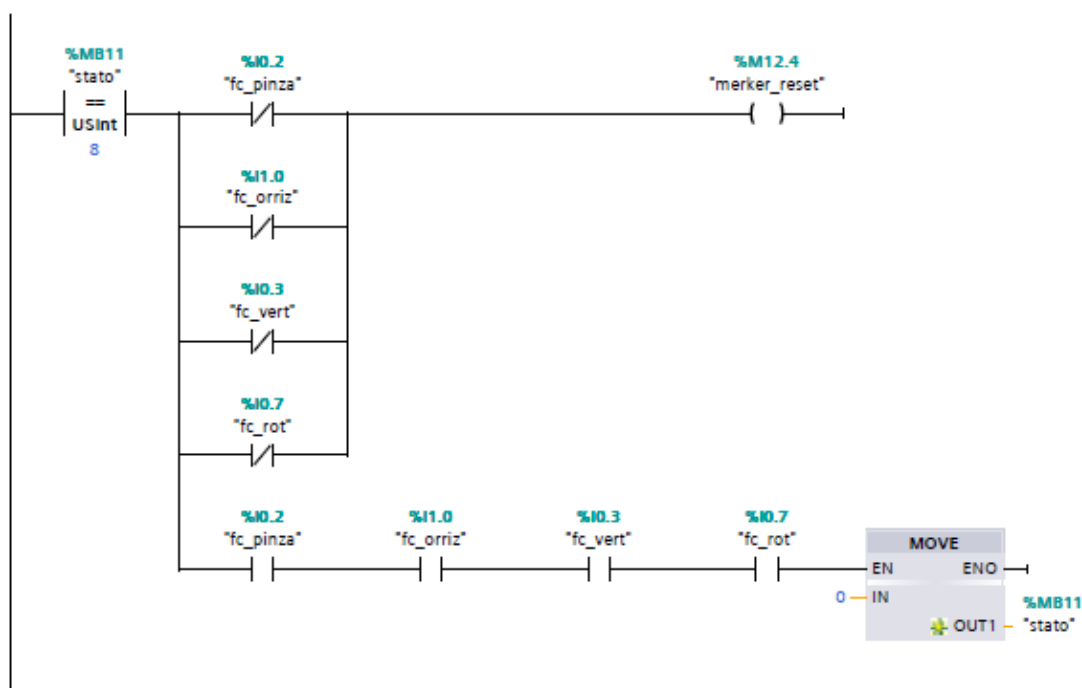 %MB11
"stato"
==
USInt
8
%I0.2
"fc_pinza"
%M12.4
"merker_reset"
%I1.0
"fc_orriz"
%I0.3
"fc_vert"
%I0.7
"fc_rot"
%I0.2
"fc_pinza"
%I1.0
"fc_orriz"
%I0.3
"fc_vert"
%I0.7
"fc_rot"
MOVE
EN ENO
0 IN
%MB11
OUT1 "stato"